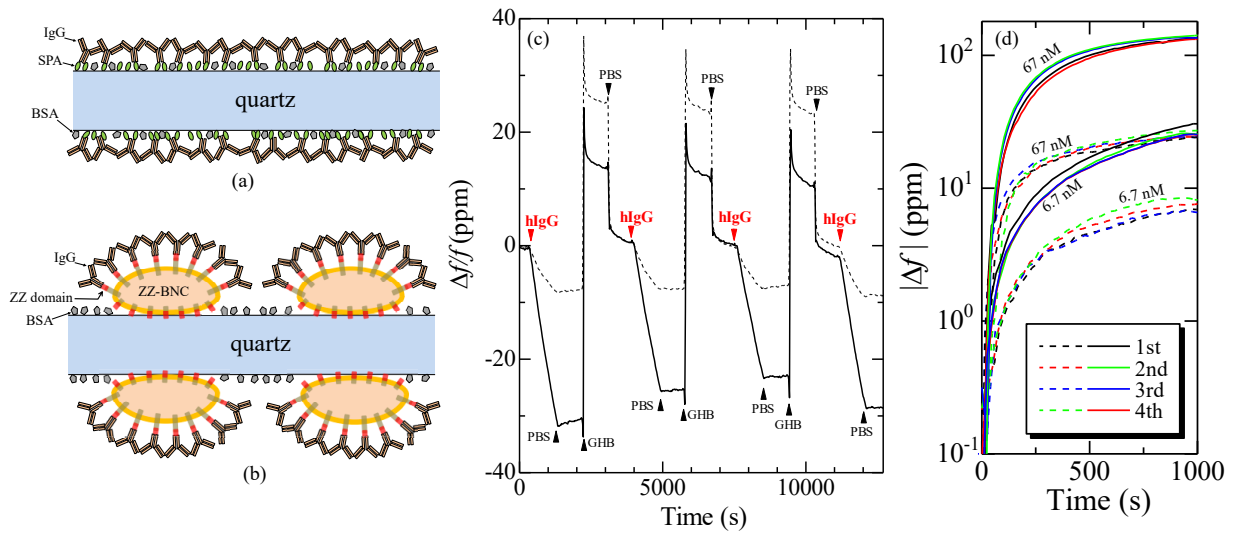 IgG
SPA
quartz
BSA
(a)
IgG
ZZ domain
ZZ-BNC
BSA
quartz
(b)
(c)
40
20
0
-20
-40
Δf/f (ppm)
PBS
PBS
PBS
hIgG
hIgG
hIgG
hIgG
PBS
GHB
PBS
GHB
PBS
GHB
PBS
0
5000
10000
Time (s)
(d)
10²
10¹
10⁰
10⁻¹
|Δf | (ppm)
67 nM
67 nM
6.7 nM
6.7 nM
1st
2nd
3rd
4th
0
500
1000
Time (s)